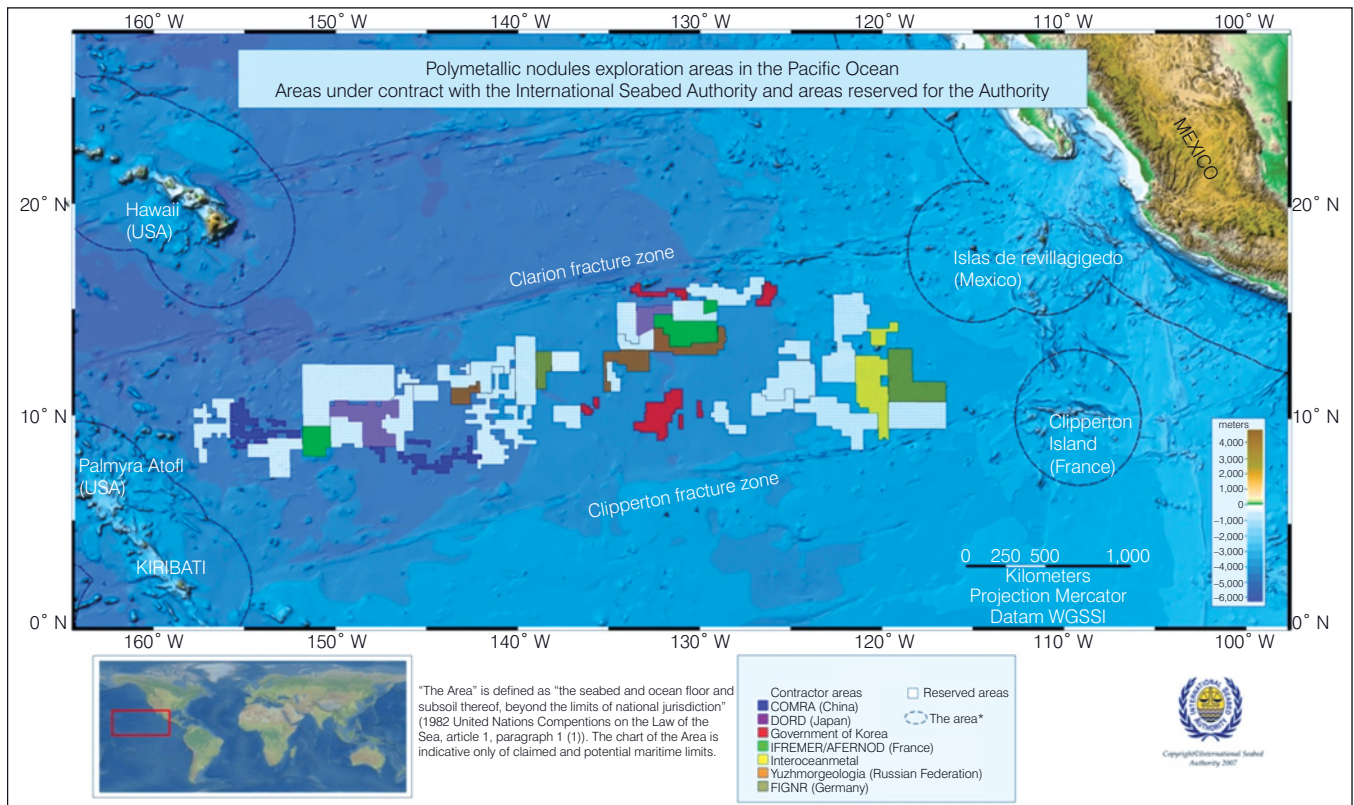 160° W 150° W 140° W 130° W 120° W 110° W 100° W
Polymetallic nodules exploration areas in the Pacific Ocean
Areas under contract with the International Seabed Authority and areas reserved for the Authority
MEXICO
20° N
20° N
Hawaii
(USA)
Clarion fracture zone
Islas de revillagigedo
(Mexico)
10° N
10° N
Palmyra Atofl
(USA)
Clipperton
Island
(France)
Clipperton fracture zone
KIRIBATI
meters
4,000
3,000
2,000
1,000
0
–1,000
–2,000
–3,000
–4,000
–5,000
–6,000
0 250 500 1,000
Kilometers
Projection Mercator
Datam WGSSI
0° N
0° N
160° W 150° W 140° W 130° W 120° W 110° W 100° W
"The Area" is defined as "the seabed and ocean floor and
subsoil thereof, beyond the limits of national jurisdiction"
(1982 United Nations Compentions on the Law of the
Sea, article 1, paragraph 1 (1)). The chart of the Area is
indicative only of claimed and potential maritime limits.
Contractor areas
COMRA (China)
DORD (Japan)
Government of Korea
IFREMER/AFERNOD (France)
Interoceanmetal
Yuzhmorgeologia (Russian Federation)
FIGNR (Germany)
Reserved areas
The area*
INTERNATIONAL SEABED AUTHORITY
Copyright©International Seabed
Authority 2007